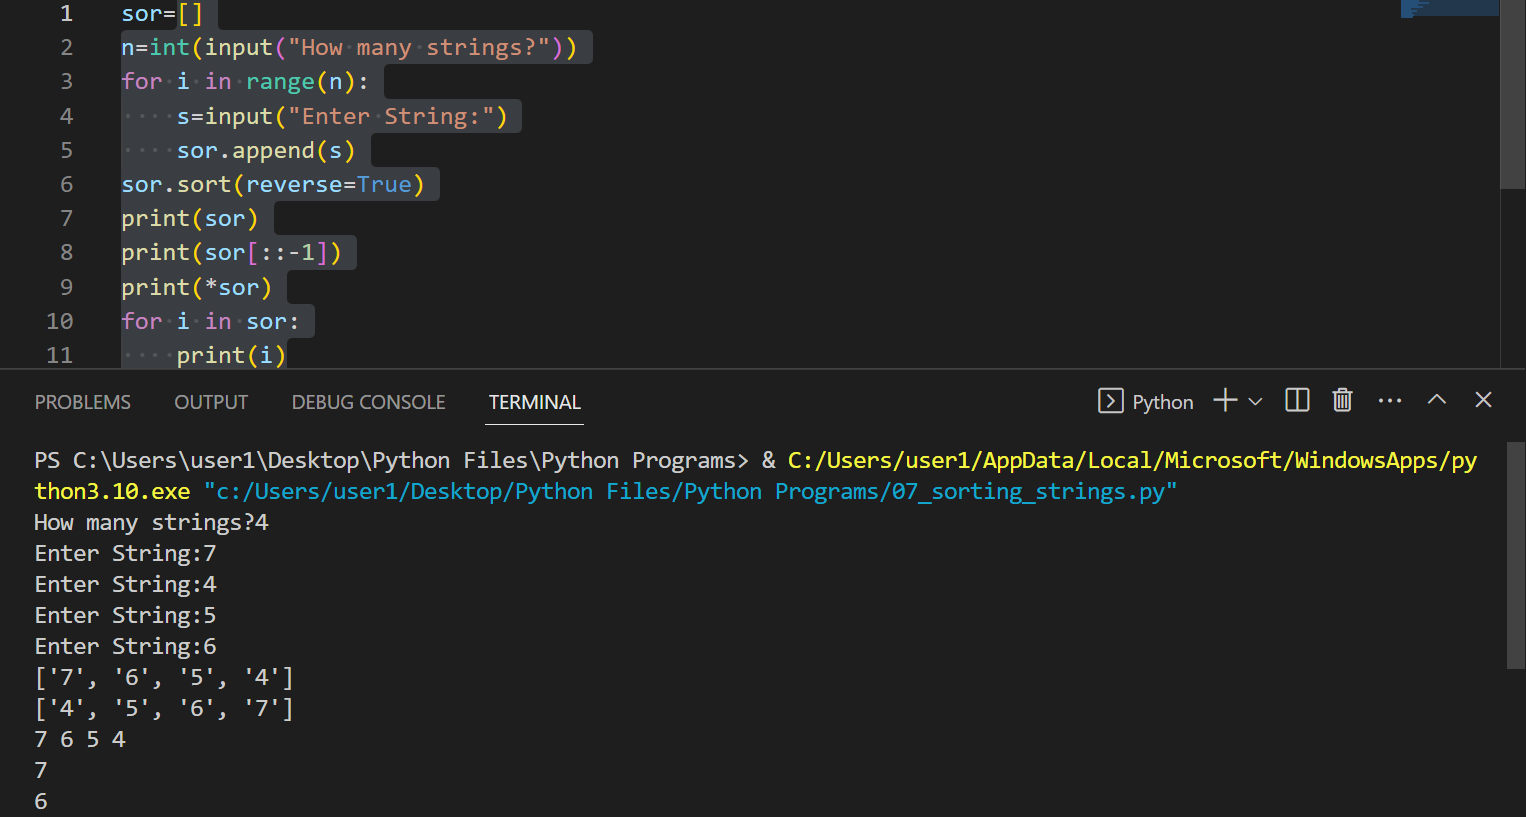 1 sor=[]
2 n=int(input("How many strings?"))
3 for i in range(n):
4     s=input("Enter String:")
5     sor.append(s)
6 sor.sort(reverse=True)
7 print(sor)
8 print(sor[::-1])
9 print(*sor)
10 for i in sor:
11     print(i)
PROBLEMS OUTPUT DEBUG CONSOLE TERMINAL Python
PS C:\Users\user1\Desktop\Python Files\Python Programs> & C:/Users/user1/AppData/Local/Microsoft/WindowsApps/py
thon3.10.exe "c:/Users/user1/Desktop/Python Files/Python Programs/07_sorting_strings.py"
How many strings?4
Enter String:7
Enter String:4
Enter String:5
Enter String:6
['7', '6', '5', '4']
['4', '5', '6', '7']
7 6 5 4
7
6